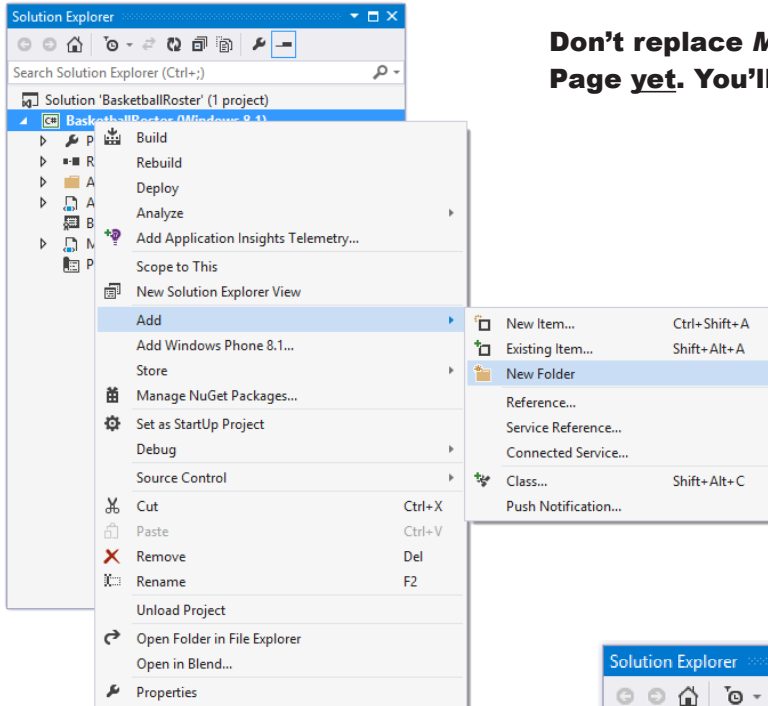 Solution Explorer
Don't replace
Page yet.
Search Solution Explorer (Ctrl+;)
Solution 'BasketballRoster' (1 project)
C# BasketballRoster (Windows 8.1)
P
Build
R
Rebuild
A
Deploy
A
Analyze
B
Add Application Insights Telemetry...
M
P
Scope to This
New Solution Explorer View
Add
New Item... Ctrl+Shift+A
Add Windows Phone 8.1...
Existing Item... Shift+Alt+A
Store
New Folder
Manage NuGet Packages...
Reference...
Set as StartUp Project
Service Reference...
Debug
Connected Service...
Source Control
Class... Shift+Alt+C
Cut Ctrl+X
Push Notification...
Paste Ctrl+V
Remove Del
Rename F2
Unload Project
Open Folder in File Explorer
Open in Blend...
Solution Explorer
Properties